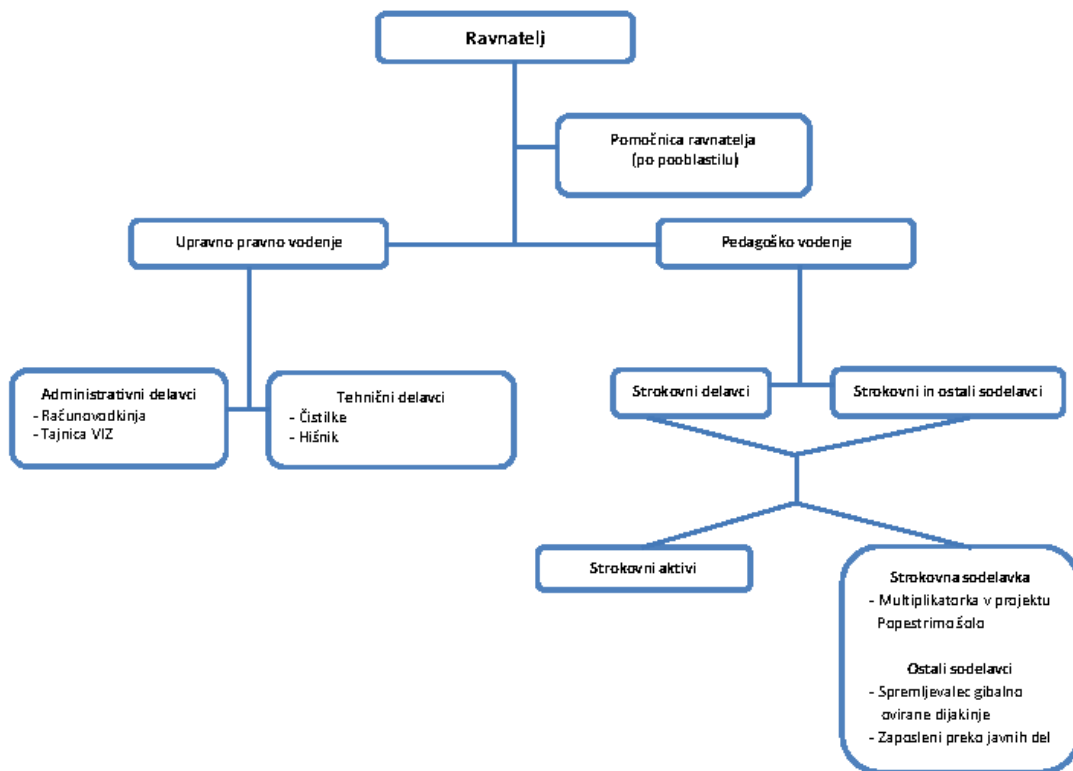 Ravnatelj
Pomočnica ravnatelja
(po pooblastilu)
Upravno pravno vodenje
Pedagoško vodenje
Administrativni delavci
- Računovodkinja
- Tajnica VIZ
Tehnični delavci
- Čistilke
- Hišnik
Strokovni delavci
Strokovni in ostali sodelavci
Strokovni aktivi
Strokovna sodelavka
- Multiplikatorka v projektu
Popestrimo šolo
Ostali sodelavci
- Spremljevalec gibalno
ovirane dijakinje
- Zaposleni preko javnih del